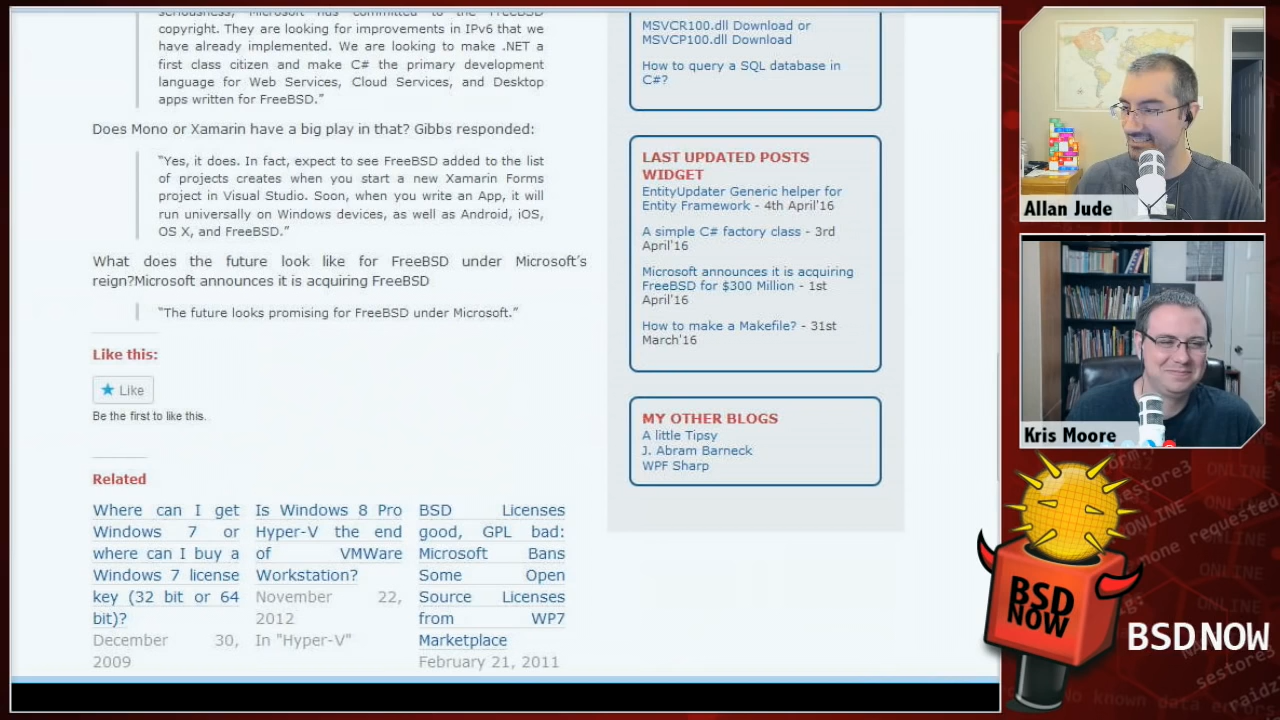 seriousness, Microsoft has committed to the FreeBSD
copyright. They are looking for improvements in IPv6 that we
have already implemented. We are looking to make .NET a
first class citizen and make C# the primary development
language for Web Services, Cloud Services, and Desktop
apps written for FreeBSD.”
Does Mono or Xamarin have a big play in that? Gibbs responded:
“Yes, it does. In fact, expect to see FreeBSD added to the list
of projects creates when you start a new Xamarin Forms
project in Visual Studio. Soon, when you write an App, it will
run universally on Windows devices, as well as Android, iOS,
OS X, and FreeBSD.”
What does the future look like for FreeBSD under Microsoft’s
reign?Microsoft announces it is acquiring FreeBSD
“The future looks promising for FreeBSD under Microsoft.”
Like this:
Like
Be the first to like this.
Related
Where can I get
Windows 7 or
where can I buy a
Windows 7 license
key (32 bit or 64
bit)?
December 30,
2009
Is Windows 8 Pro
Hyper-V the end
of VMWare
Workstation?
November 22,
2012
In "Hyper-V"
BSD Licenses
good, GPL bad:
Microsoft Bans
Some Open
Source Licenses
from WP7
Marketplace
February 21, 2011
MSVCR100.dll Download or
MSVCP100.dll Download
How to query a SQL database in
C#?
LAST UPDATED POSTS
WIDGET
EntityUpdater Generic helper for
Entity Framework - 4th April'16
A simple C# factory class - 3rd
April'16
Microsoft announces it is acquiring
FreeBSD for $300 Million - 1st
April'16
How to make a Makefile? - 31st
March'16
MY OTHER BLOGS
A little Tipsy
J. Abram Barneck
WPF Sharp
Allan Jude
Kris Moore
BSD
NOW
BSD NOW